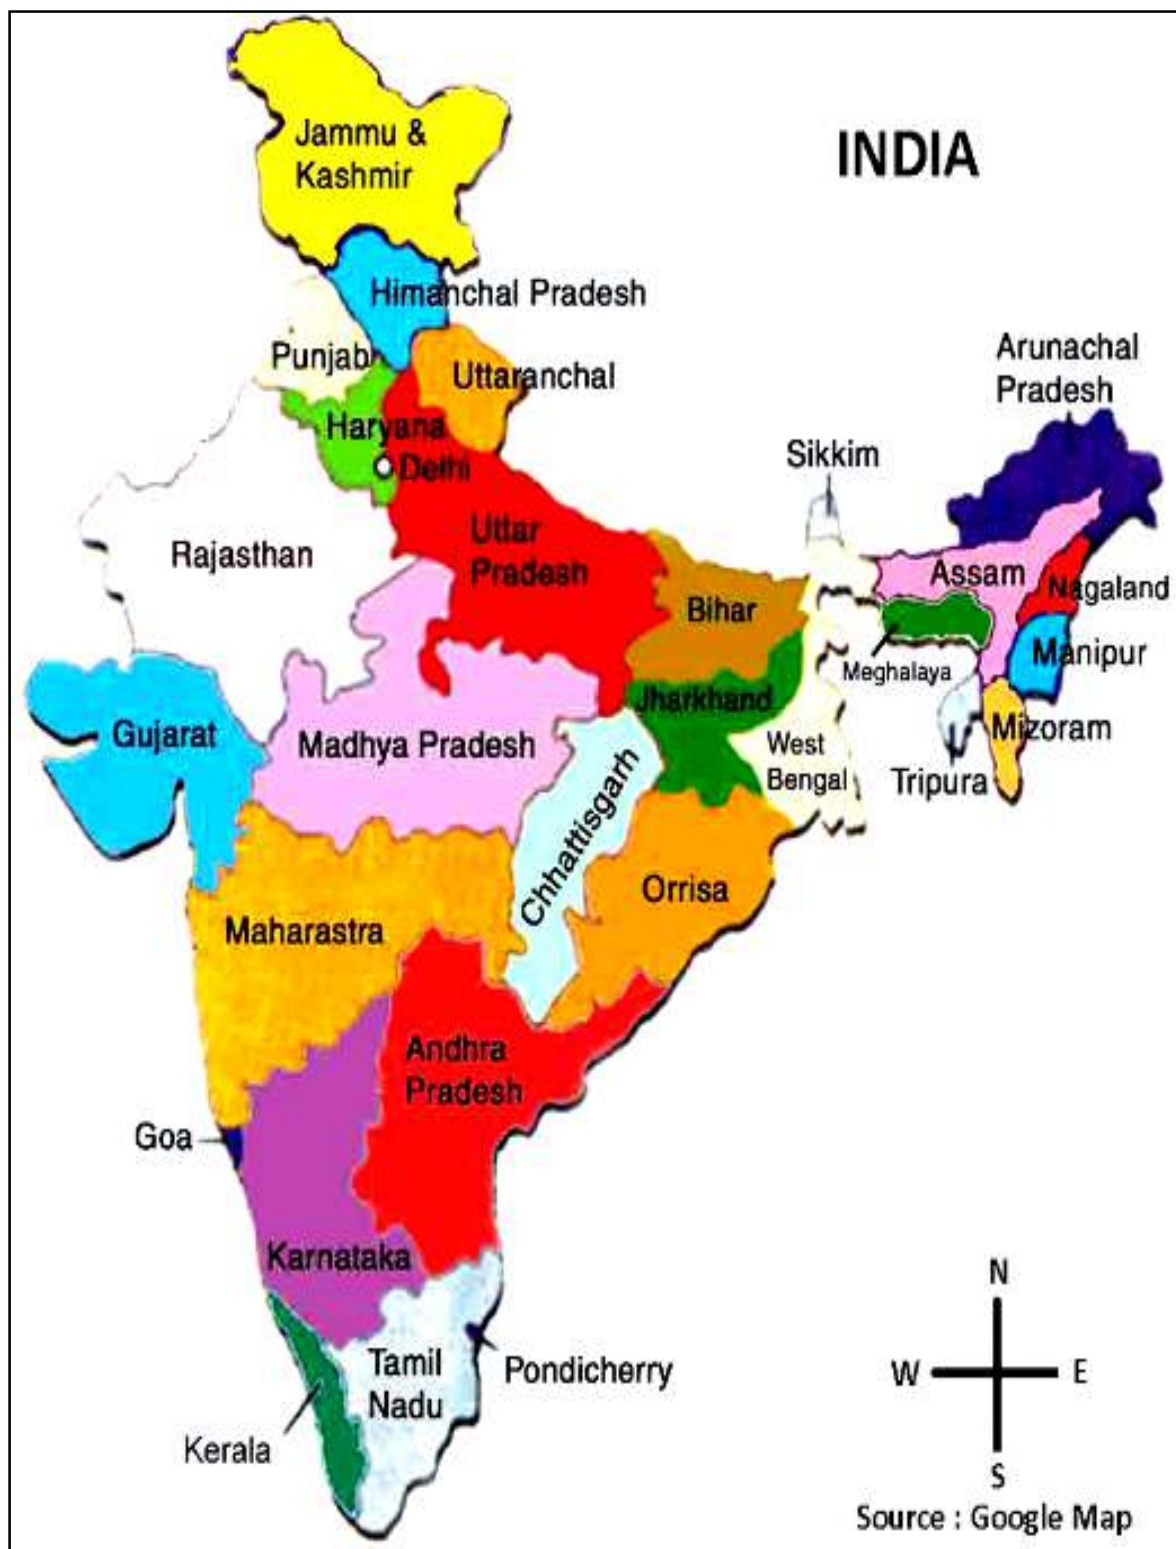 INDIA
Jammu &
Kashmir
Himanchal Pradesh
Punjab
Uttaranchal
Arunachal
Pradesh
Haryana
Delhi
Sikkim
Rajasthan
Uttar
Pradesh
Assam
Nagaland
Bihar
Manipur
Meghalaya
Jharkhand
Gujarat
Madhya Pradesh
West
Bengal
Mizoram
Tripura
Chhattisgarh
Orrisa
Maharastra
Andhra
Pradesh
Goa
Karnataka
N
Tamil
Nadu
Pondicherry
W
E
Kerala
S
Source : Google Map